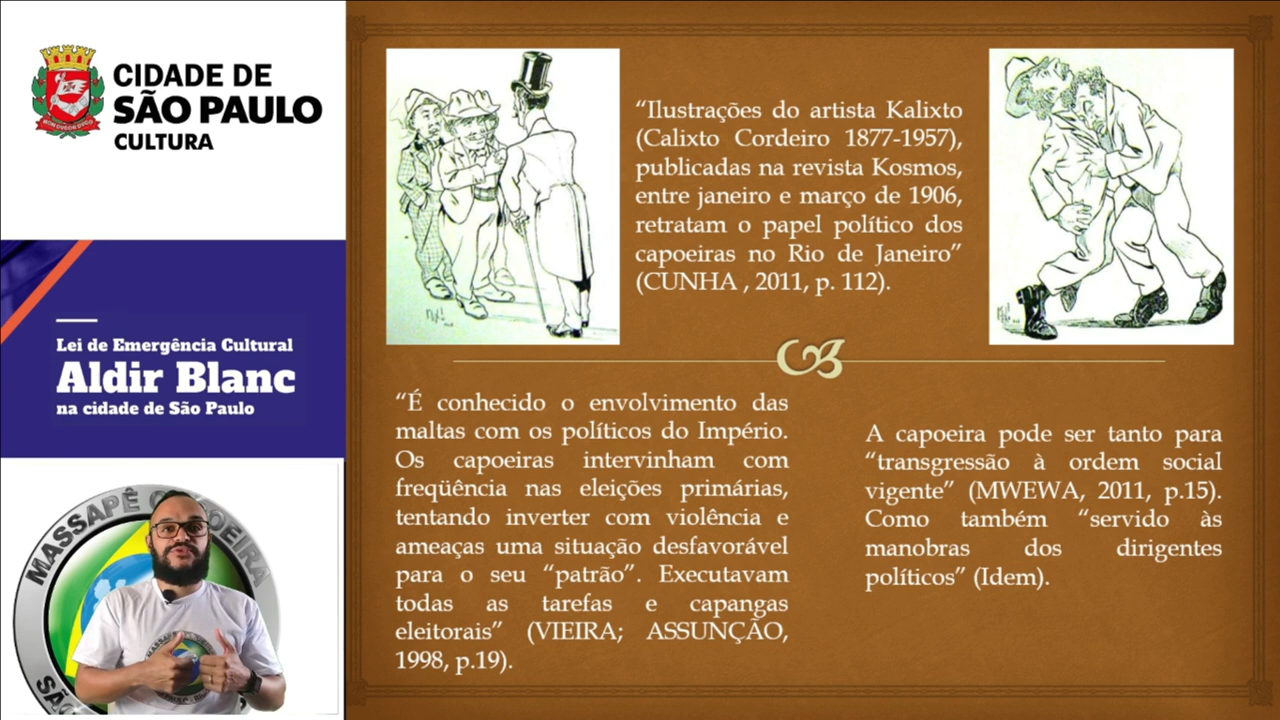 CIDADE DE
SÃO PAULO
CULTURA
Lei de Emergência Cultural
Aldir Blanc
na cidade de São Paulo
MASSAPÊ
“Ilustrações do artista Kalixto
(Calixto Cordeiro 1877-1957),
publicadas na revista Kosmos,
entre janeiro e março de 1906,
retratam o papel político dos
capoeiras no Rio de Janeiro”
(CUNHA , 2011, p. 112).
“É conhecido o envolvimento das
maltas com os políticos do Império.
Os capoeiras intervinham com
freqüência nas eleições primárias,
tentando inverter com violência e
ameaças uma situação desfavorável
para o seu “patrão”. Executavam
todas as tarefas e capangas
eleitorais” (VIEIRA; ASSUNÇÃO,
1998, p.19).
A capoeira pode ser tanto para
“transgressão à ordem social
vigente” (MWEWA, 2011, p.15).
Como também “servido às
manobras dos dirigentes
políticos” (Idem).